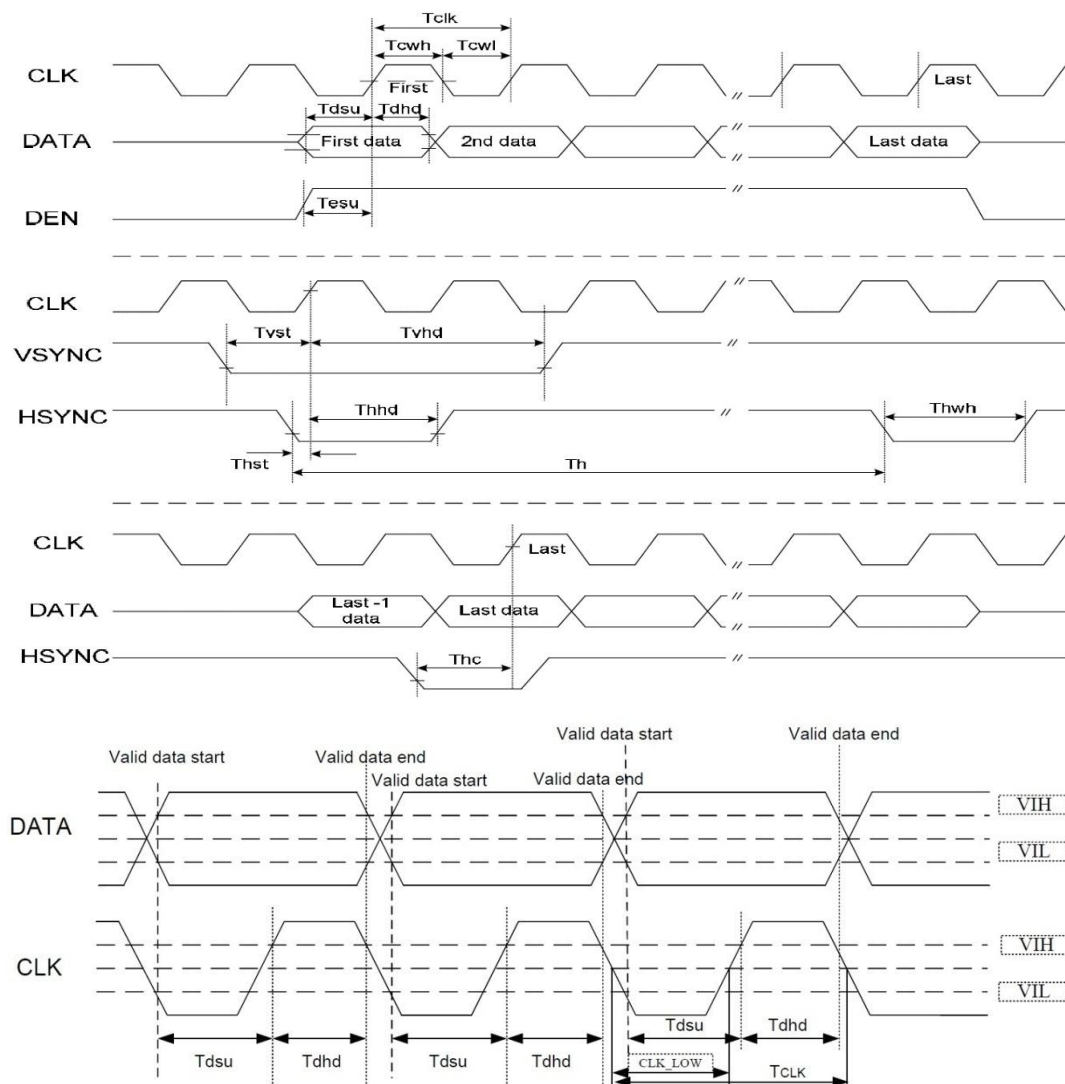 Tclk
Tcwh Tcwl
CLK First // Last
Tdsu Tdhd
DATA First data 2nd data // Last data
DEN Tesu //
CLK //
VSYNC Tvst Tvhd //
HSYNC Thhd // Thwh
Thst Th
CLK Last //
DATA Last -1 data Last data //
HSYNC Thc //
Valid data start Valid data end
Valid data start Valid data end
Valid data start Valid data end
DATA VIH
VIL
CLK VIH
VIL
Tdsu Tdhd Tdsu Tdhd Tdsu Tdhd
CLK_LOW TCLK